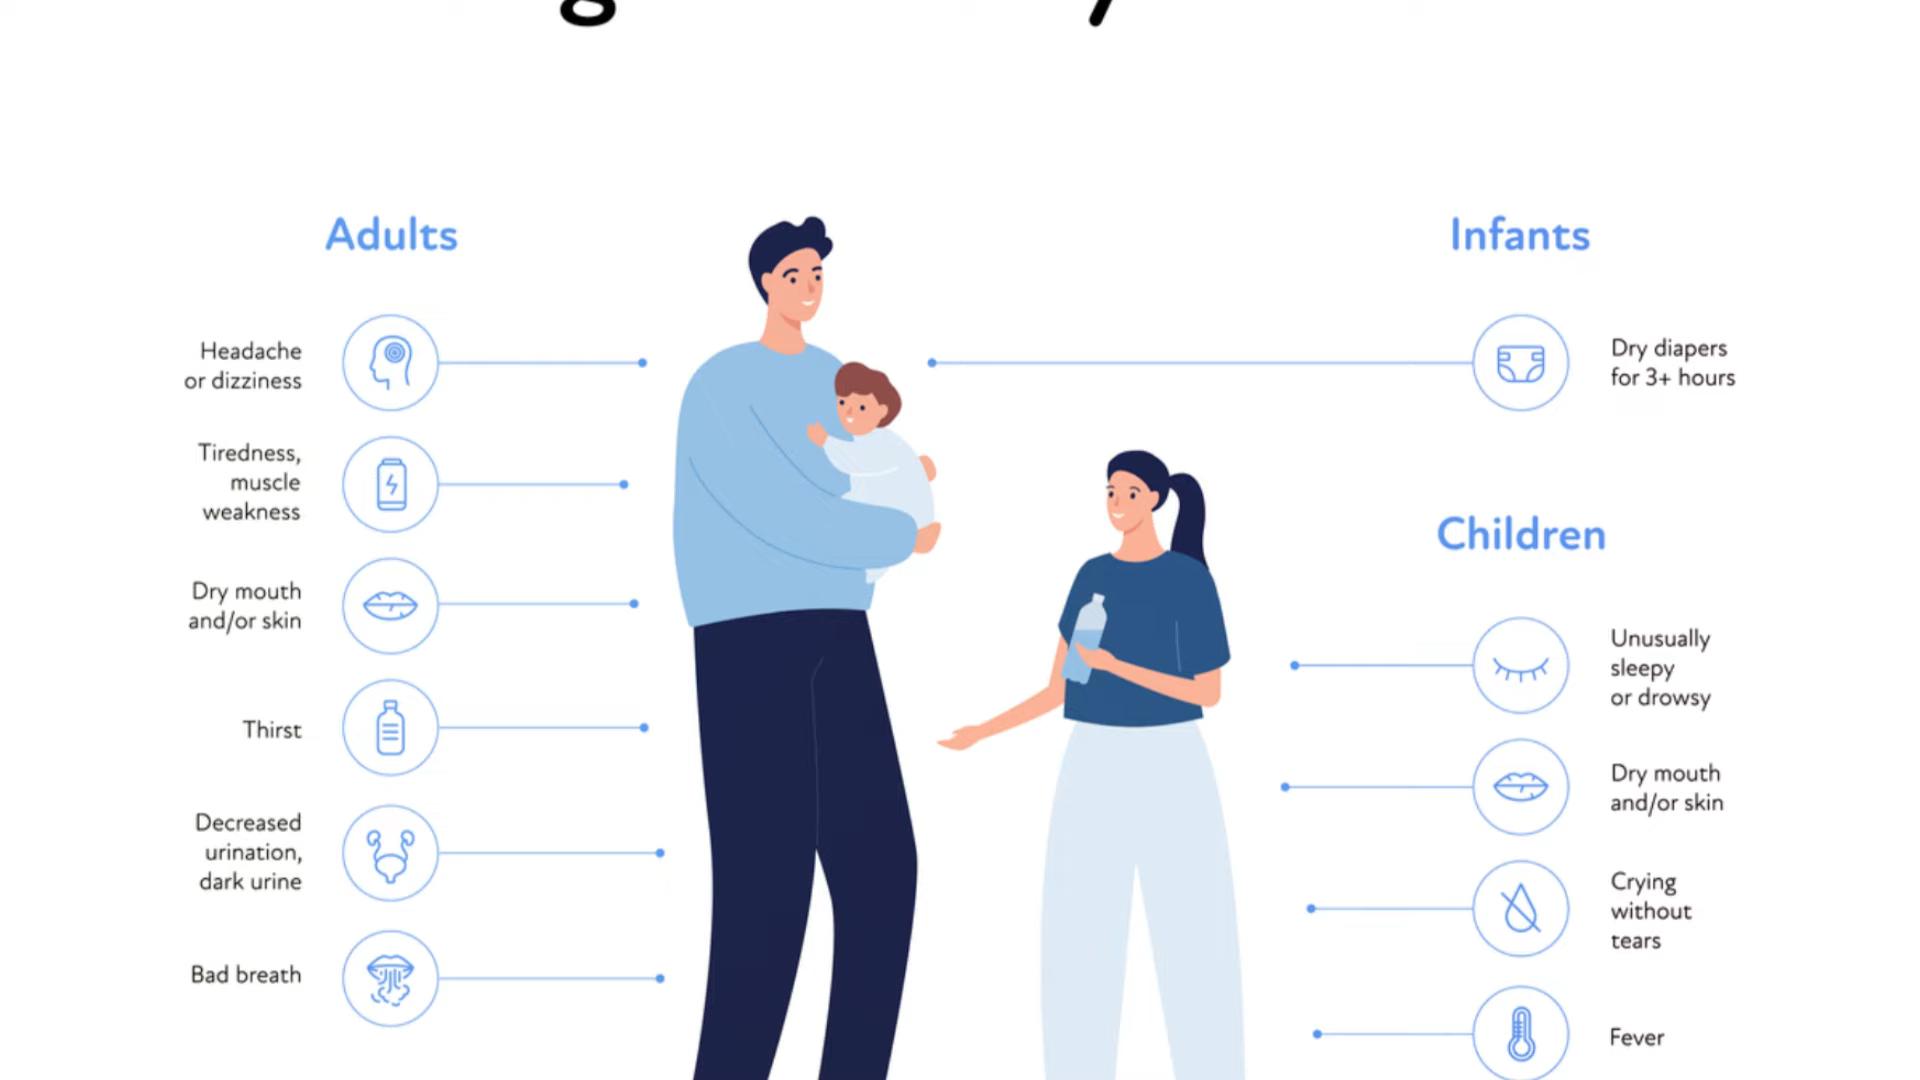 Adults
Headache
or dizziness
Tiredness,
muscle
weakness
Dry mouth
and/or skin
Thirst
Decreased
urination,
dark urine
Bad breath
Infants
Dry diapers
for 3+ hours
Children
Unusually
sleepy
or drowsy
Dry mouth
and/or skin
Crying
without
tears
Fever